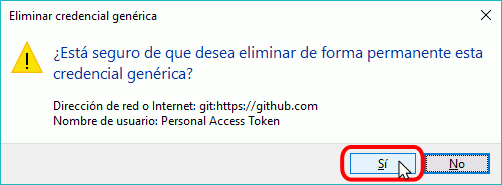 Eliminar credencial genérica
¿Está seguro de que desea eliminar de forma permanente esta
credencial genérica?
Dirección de red o Internet: git:https://github.com
Nombre de usuario: Personal Access Token
Sí No